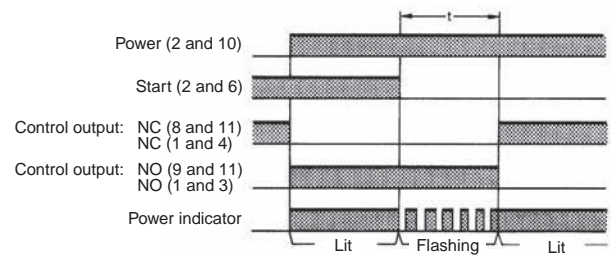 t
Power (2 and 10)
Start (2 and 6)
Control output: NC (8 and 11)
NC (1 and 4)
Control output: NO (9 and 11)
NO (1 and 3)
Power indicator
Lit Flashing Lit